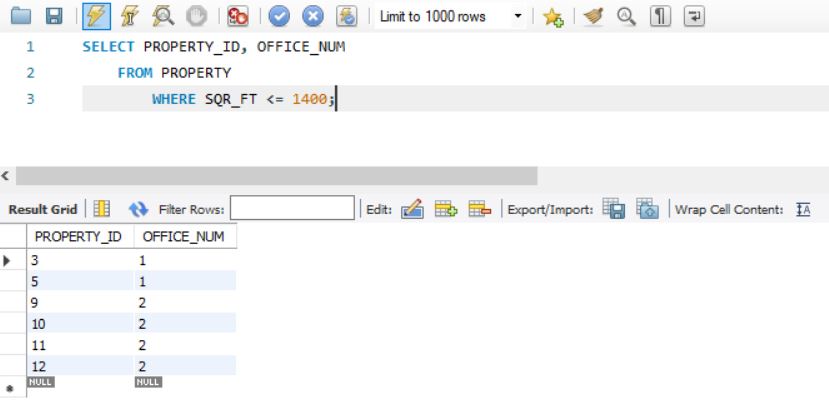 Limit to 1000 rows
1 SELECT PROPERTY_ID, OFFICE_NUM
2 FROM PROPERTY
3 WHERE SQR_FT <= 1400;
Result Grid Filter Rows: Edit: Export/Import: Wrap Cell Content: IA
PROPERTY_ID OFFICE_NUM
3 1
5 1
9 2
10 2
11 2
12 2
NULL NULL